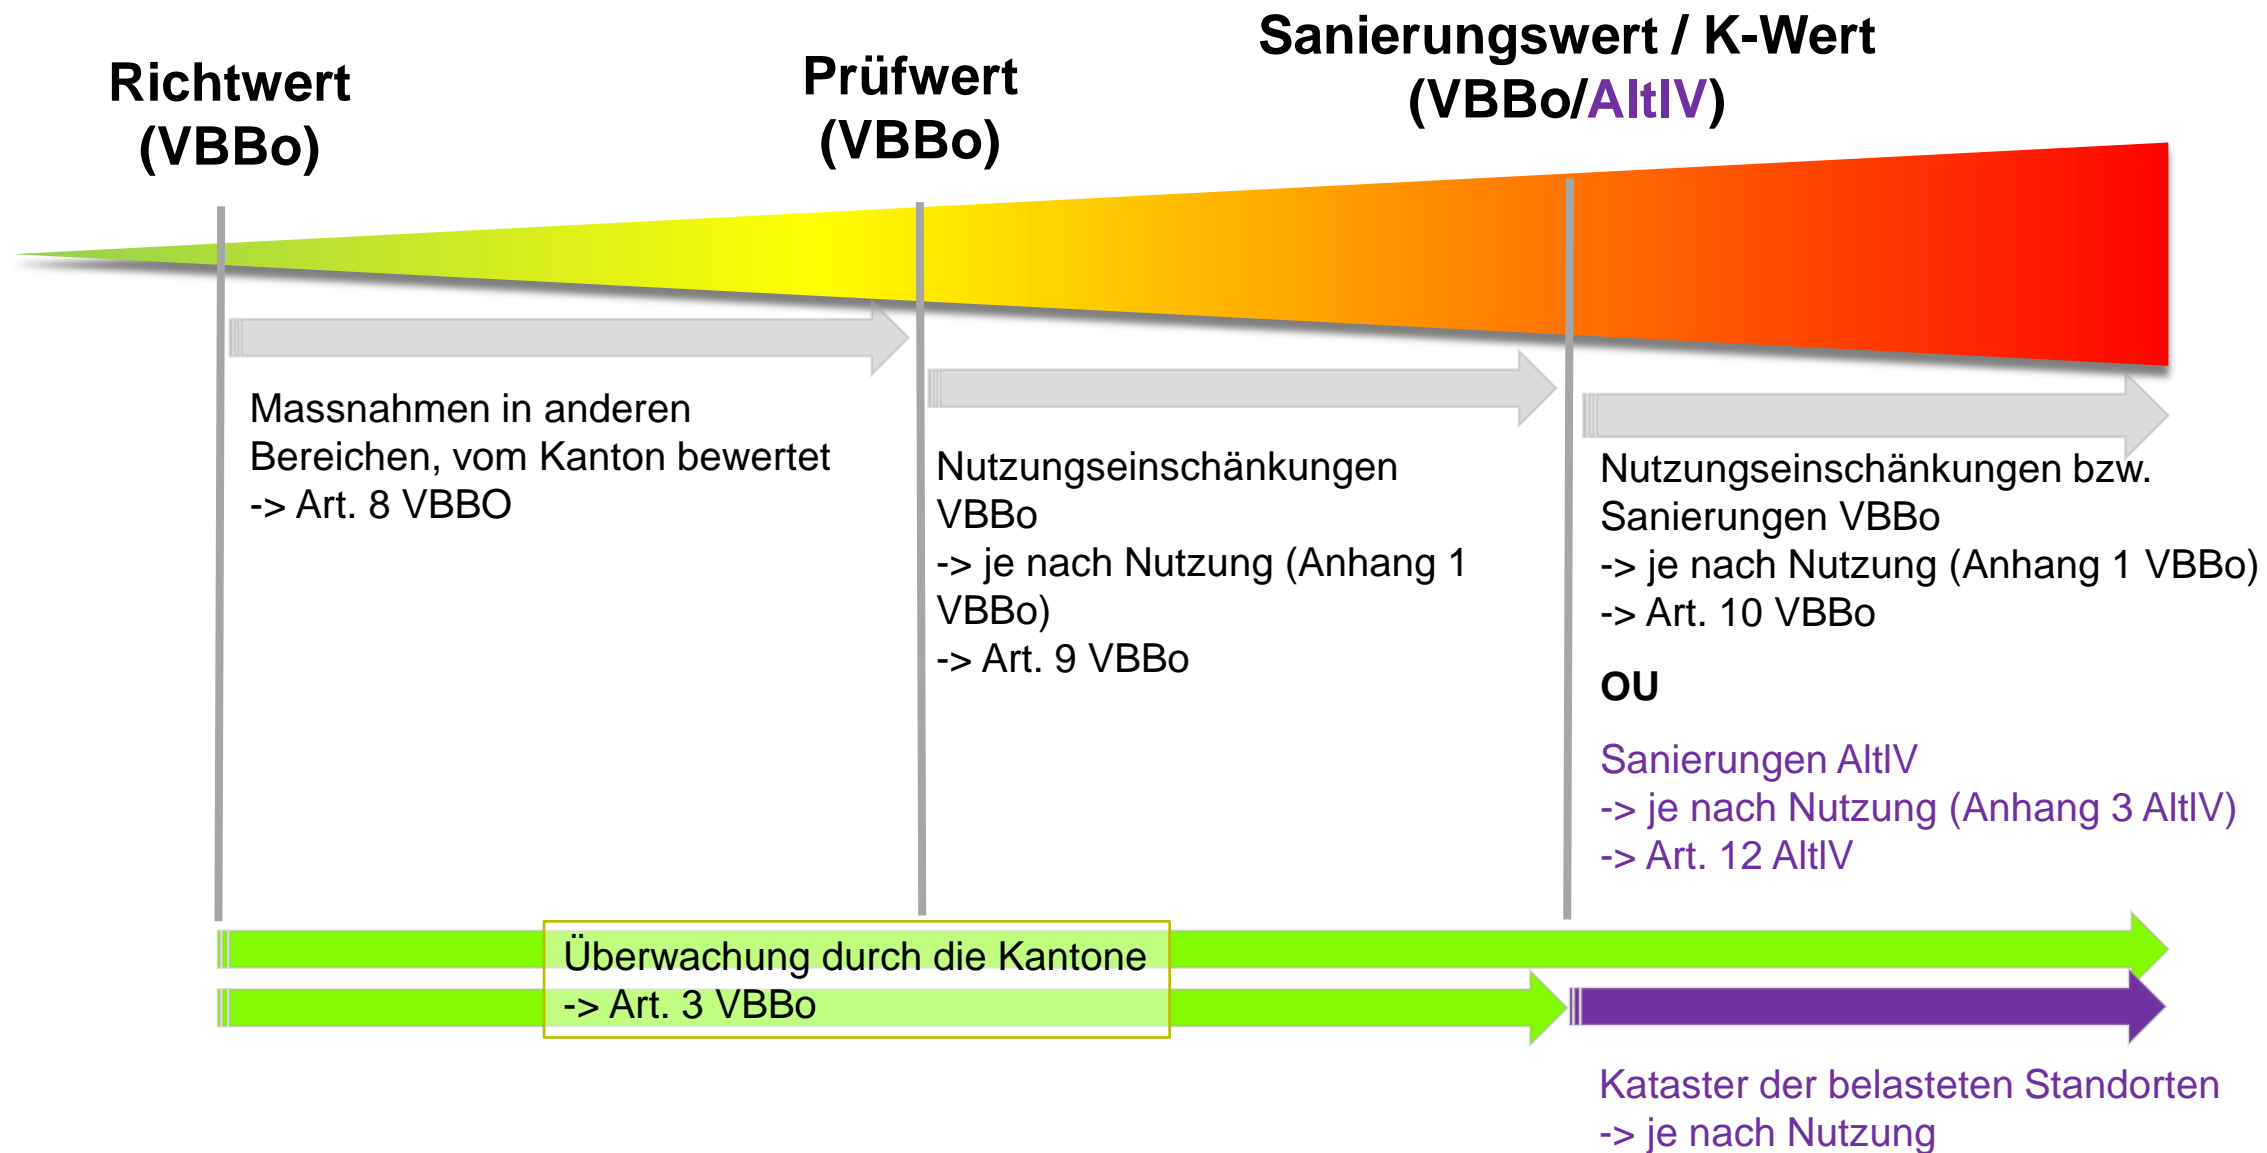 Richtwert
(VBBo)
Prüfwert
(VBBo)
Sanierungswert / K-Wert
(VBBo/AltlV)
Massnahmen in anderen
Bereichen, vom Kanton bewertet
-> Art. 8 VBBO
Nutzungseinschänkungen
VBBo
-> je nach Nutzung (Anhang 1
VBBo)
-> Art. 9 VBBo
Nutzungseinschänkungen bzw.
Sanierungen VBBo
-> je nach Nutzung (Anhang 1 VBBo)
-> Art. 10 VBBo
OU
Sanierungen AltlV
-> je nach Nutzung (Anhang 3 AltlV)
-> Art. 12 AltlV
Überwachung durch die Kantone
-> Art. 3 VBBo
Kataster der belasteten Standorten
-> je nach Nutzung